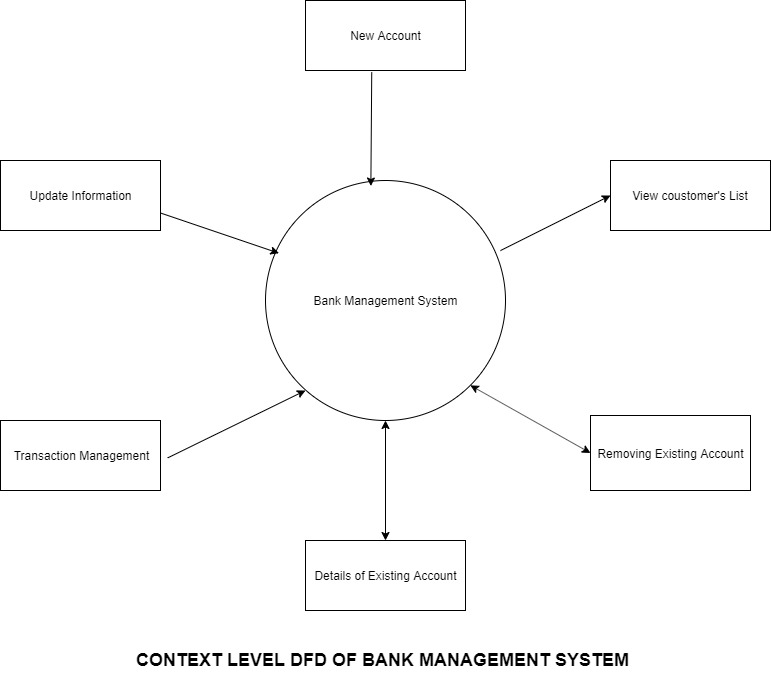 New Account
Update Information
View coustomer's List
Bank Management System
Transaction Management
Removing Existing Account
Details of Existing Account
CONTEXT LEVEL DFD OF BANK MANAGEMENT SYSTEM